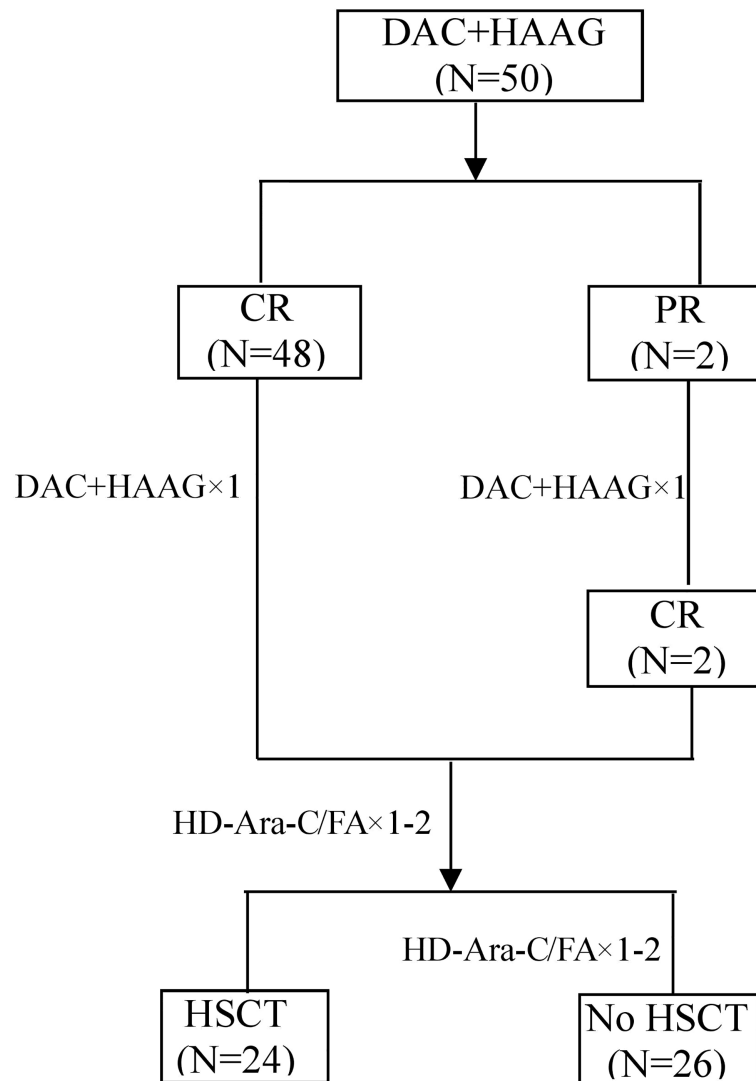 DAC+HAAG
(N=50)
CR
(N=48)
PR
(N=2)
DAC+HAAG×1
DAC+HAAG×1
CR
(N=2)
HD-Ara-C/FA×1-2
HD-Ara-C/FA×1-2
HSCT
(N=24)
No HSCT
(N=26)